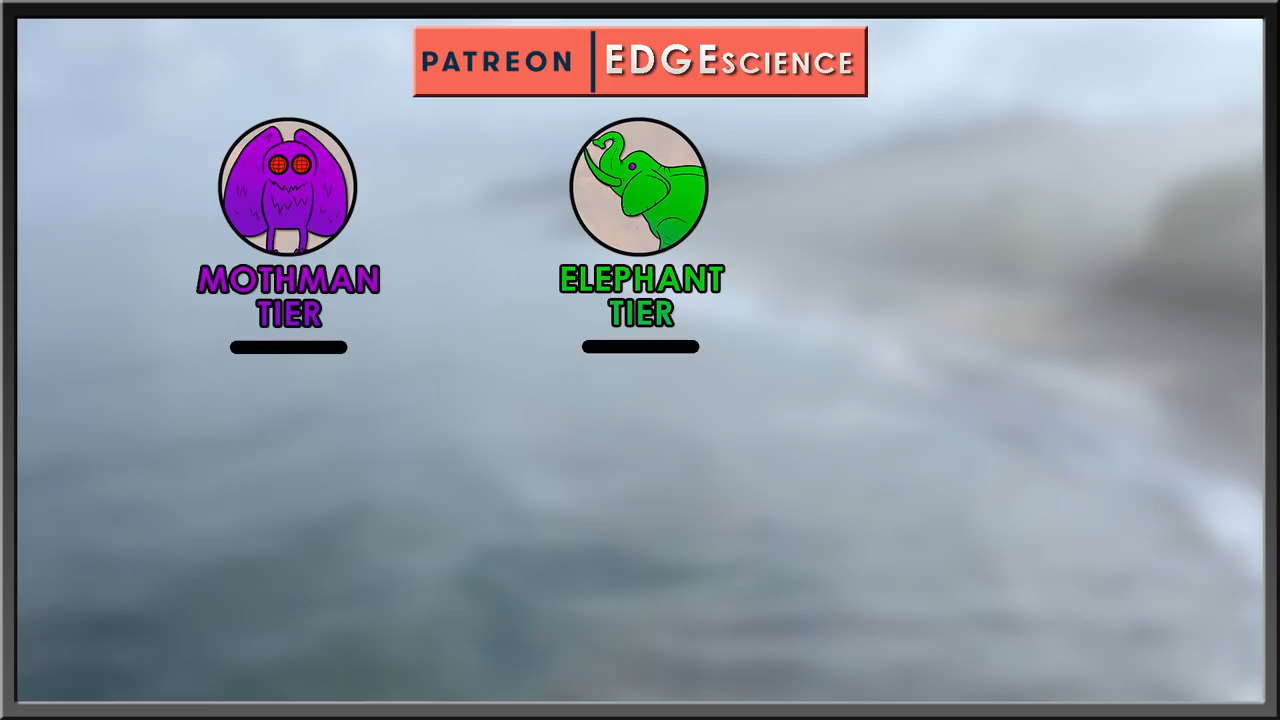 PATREON EDGESCIENCE
MOTHMAN
TIER
ELEPHANT
TIER